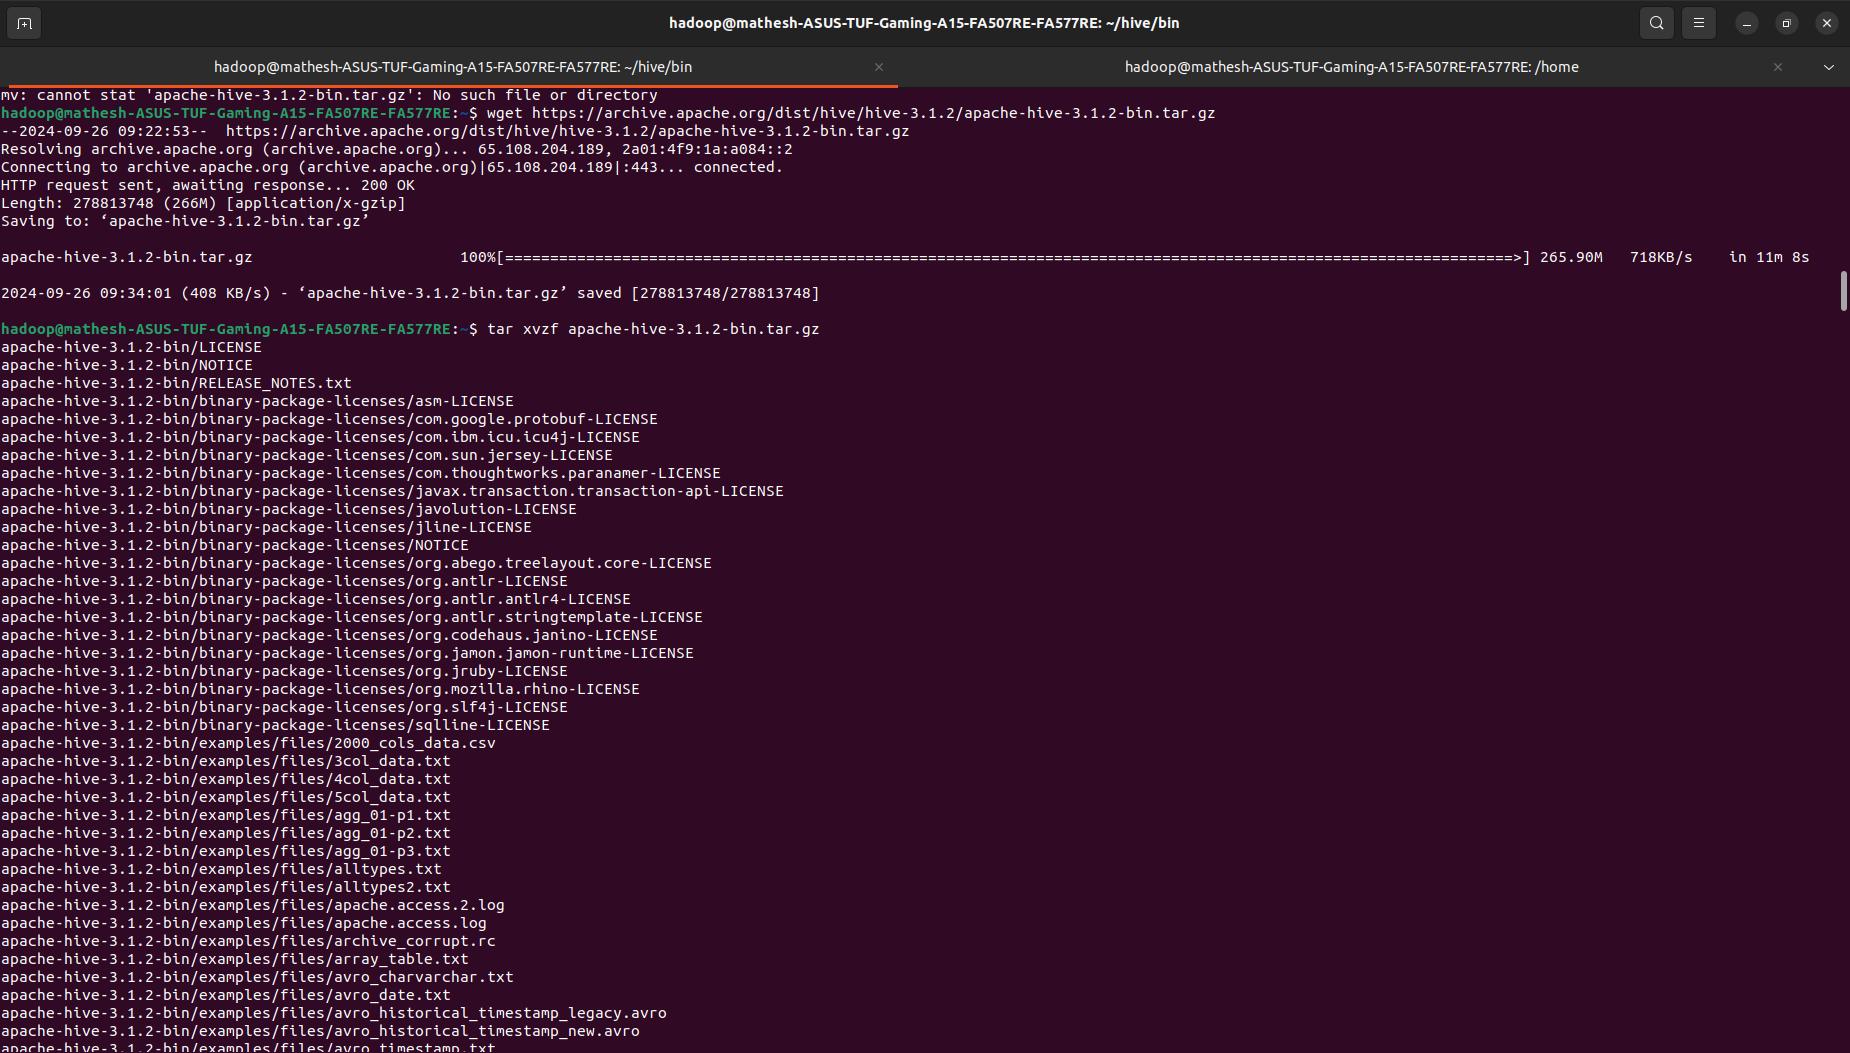 hadoop@mathesh-ASUS-TUF-Gaming-A15-FA507RE-FA577RE: ~/hive/bin
hadoop@mathesh-ASUS-TUF-Gaming-A15-FA507RE-FA577RE: ~/hive/bin
hadoop@mathesh-ASUS-TUF-Gaming-A15-FA507RE-FA577RE: /home
mv: cannot stat 'apache-hive-3.1.2-bin.tar.gz': No such file or directory
hadoop@mathesh-ASUS-TUF-Gaming-A15-FA507RE-FA577RE:~$ wget https://archive.apache.org/dist/hive/hive-3.1.2/apache-hive-3.1.2-bin.tar.gz
--2024-09-26 09:22:53--  https://archive.apache.org/dist/hive/hive-3.1.2/apache-hive-3.1.2-bin.tar.gz
Resolving archive.apache.org (archive.apache.org)... 65.108.204.189, 2a01:4f9:1a:a084::2
Connecting to archive.apache.org (archive.apache.org)|65.108.204.189|:443... connected.
HTTP request sent, awaiting response... 200 OK
Length: 278813748 (266M) [application/x-gzip]
Saving to: ‘apache-hive-3.1.2-bin.tar.gz’
apache-hive-3.1.2-bin.tar.gz 100%[================================================================================================================>] 265.90M 718KB/s in 11m 8s
2024-09-26 09:34:01 (408 KB/s) - ‘apache-hive-3.1.2-bin.tar.gz’ saved [278813748/278813748]
hadoop@mathesh-ASUS-TUF-Gaming-A15-FA507RE-FA577RE:~$ tar xvzf apache-hive-3.1.2-bin.tar.gz
apache-hive-3.1.2-bin/LICENSE
apache-hive-3.1.2-bin/NOTICE
apache-hive-3.1.2-bin/RELEASE_NOTES.txt
apache-hive-3.1.2-bin/binary-package-licenses/asm-LICENSE
apache-hive-3.1.2-bin/binary-package-licenses/com.google.protobuf-LICENSE
apache-hive-3.1.2-bin/binary-package-licenses/com.ibm.icu.icu4j-LICENSE
apache-hive-3.1.2-bin/binary-package-licenses/com.sun.jersey-LICENSE
apache-hive-3.1.2-bin/binary-package-licenses/com.thoughtworks.paranamer-LICENSE
apache-hive-3.1.2-bin/binary-package-licenses/javax.transaction.transaction-api-LICENSE
apache-hive-3.1.2-bin/binary-package-licenses/javolution-LICENSE
apache-hive-3.1.2-bin/binary-package-licenses/jline-LICENSE
apache-hive-3.1.2-bin/binary-package-licenses/NOTICE
apache-hive-3.1.2-bin/binary-package-licenses/org.abego.treelayout.core-LICENSE
apache-hive-3.1.2-bin/binary-package-licenses/org.antlr-LICENSE
apache-hive-3.1.2-bin/binary-package-licenses/org.antlr.antlr4-LICENSE
apache-hive-3.1.2-bin/binary-package-licenses/org.antlr.stringtemplate-LICENSE
apache-hive-3.1.2-bin/binary-package-licenses/org.codehaus.janino-LICENSE
apache-hive-3.1.2-bin/binary-package-licenses/org.jamon.jamon-runtime-LICENSE
apache-hive-3.1.2-bin/binary-package-licenses/org.jruby-LICENSE
apache-hive-3.1.2-bin/binary-package-licenses/org.mozilla.rhino-LICENSE
apache-hive-3.1.2-bin/binary-package-licenses/org.slf4j-LICENSE
apache-hive-3.1.2-bin/binary-package-licenses/sqlline-LICENSE
apache-hive-3.1.2-bin/examples/files/2000_cols_data.csv
apache-hive-3.1.2-bin/examples/files/3col_data.txt
apache-hive-3.1.2-bin/examples/files/4col_data.txt
apache-hive-3.1.2-bin/examples/files/5col_data.txt
apache-hive-3.1.2-bin/examples/files/agg_01-p1.txt
apache-hive-3.1.2-bin/examples/files/agg_01-p2.txt
apache-hive-3.1.2-bin/examples/files/agg_01-p3.txt
apache-hive-3.1.2-bin/examples/files/alltypes.txt
apache-hive-3.1.2-bin/examples/files/alltypes2.txt
apache-hive-3.1.2-bin/examples/files/apache.access.2.log
apache-hive-3.1.2-bin/examples/files/apache.access.log
apache-hive-3.1.2-bin/examples/files/archive_corrupt.rc
apache-hive-3.1.2-bin/examples/files/array_table.txt
apache-hive-3.1.2-bin/examples/files/avro_charvarchar.txt
apache-hive-3.1.2-bin/examples/files/avro_date.txt
apache-hive-3.1.2-bin/examples/files/avro_historical_timestamp_legacy.avro
apache-hive-3.1.2-bin/examples/files/avro_historical_timestamp_new.avro
apache-hive-3.1.2-bin/examples/files/avro_timestamp.txt